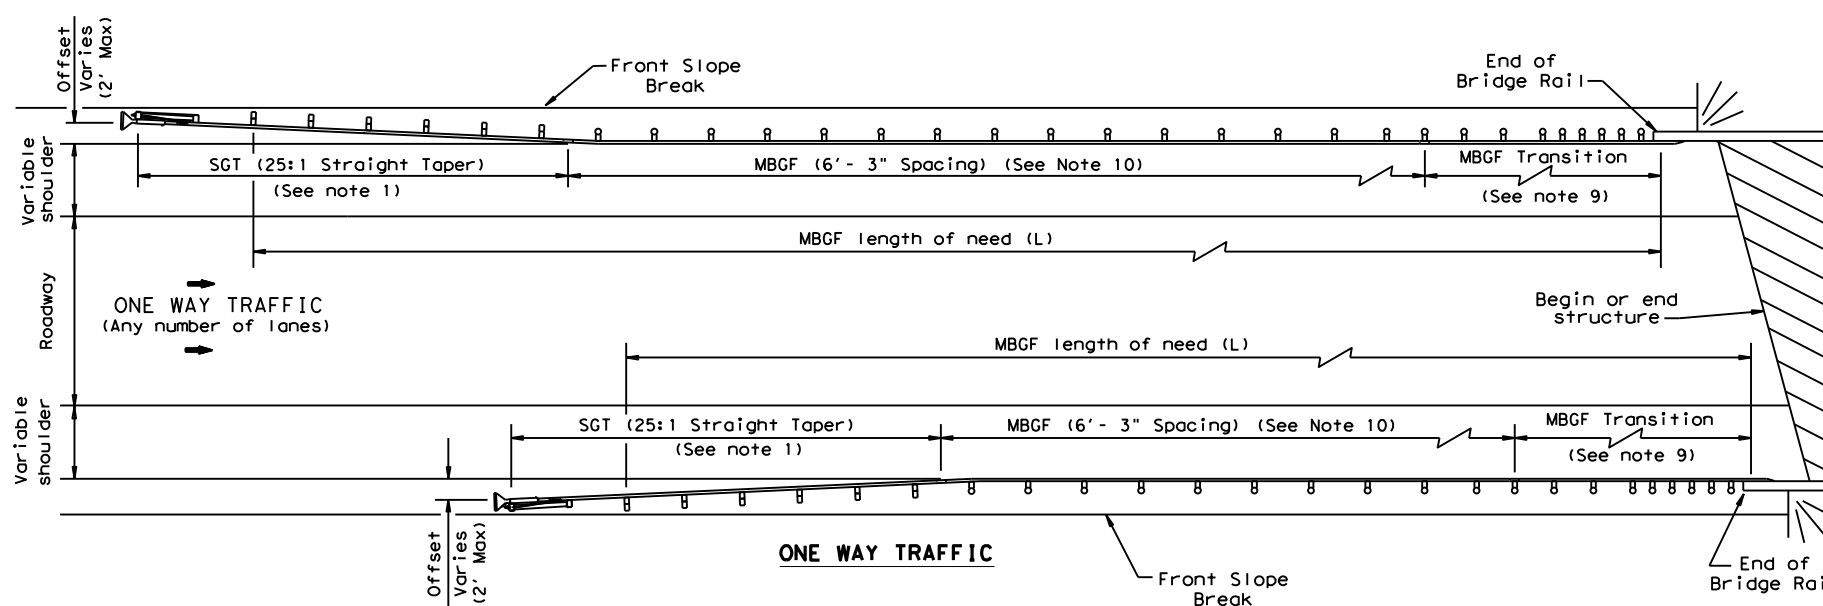 Offset
Varies
(2' Max)
Front Slope
Break
End of
Bridge Rail
Variable
shoulder
SGT (25:1 Straight Taper)
(See note 1)
MBGF (6'- 3" Spacing) (See Note 10)
MBGF Transition
(See note 9)
MBGF length of need (L)
Roadway
ONE WAY TRAFFIC
(Any number of lanes)
Begin or end
structure
MBGF length of need (L)
Variable
shoulder
SGT (25:1 Straight Taper)
(See note 1)
MBGF (6'- 3" Spacing) (See Note 10)
MBGF Transition
(See note 9)
Offset
Varies
(2' Max)
ONE WAY TRAFFIC
Front Slope
Break
End of
Bridge Rai